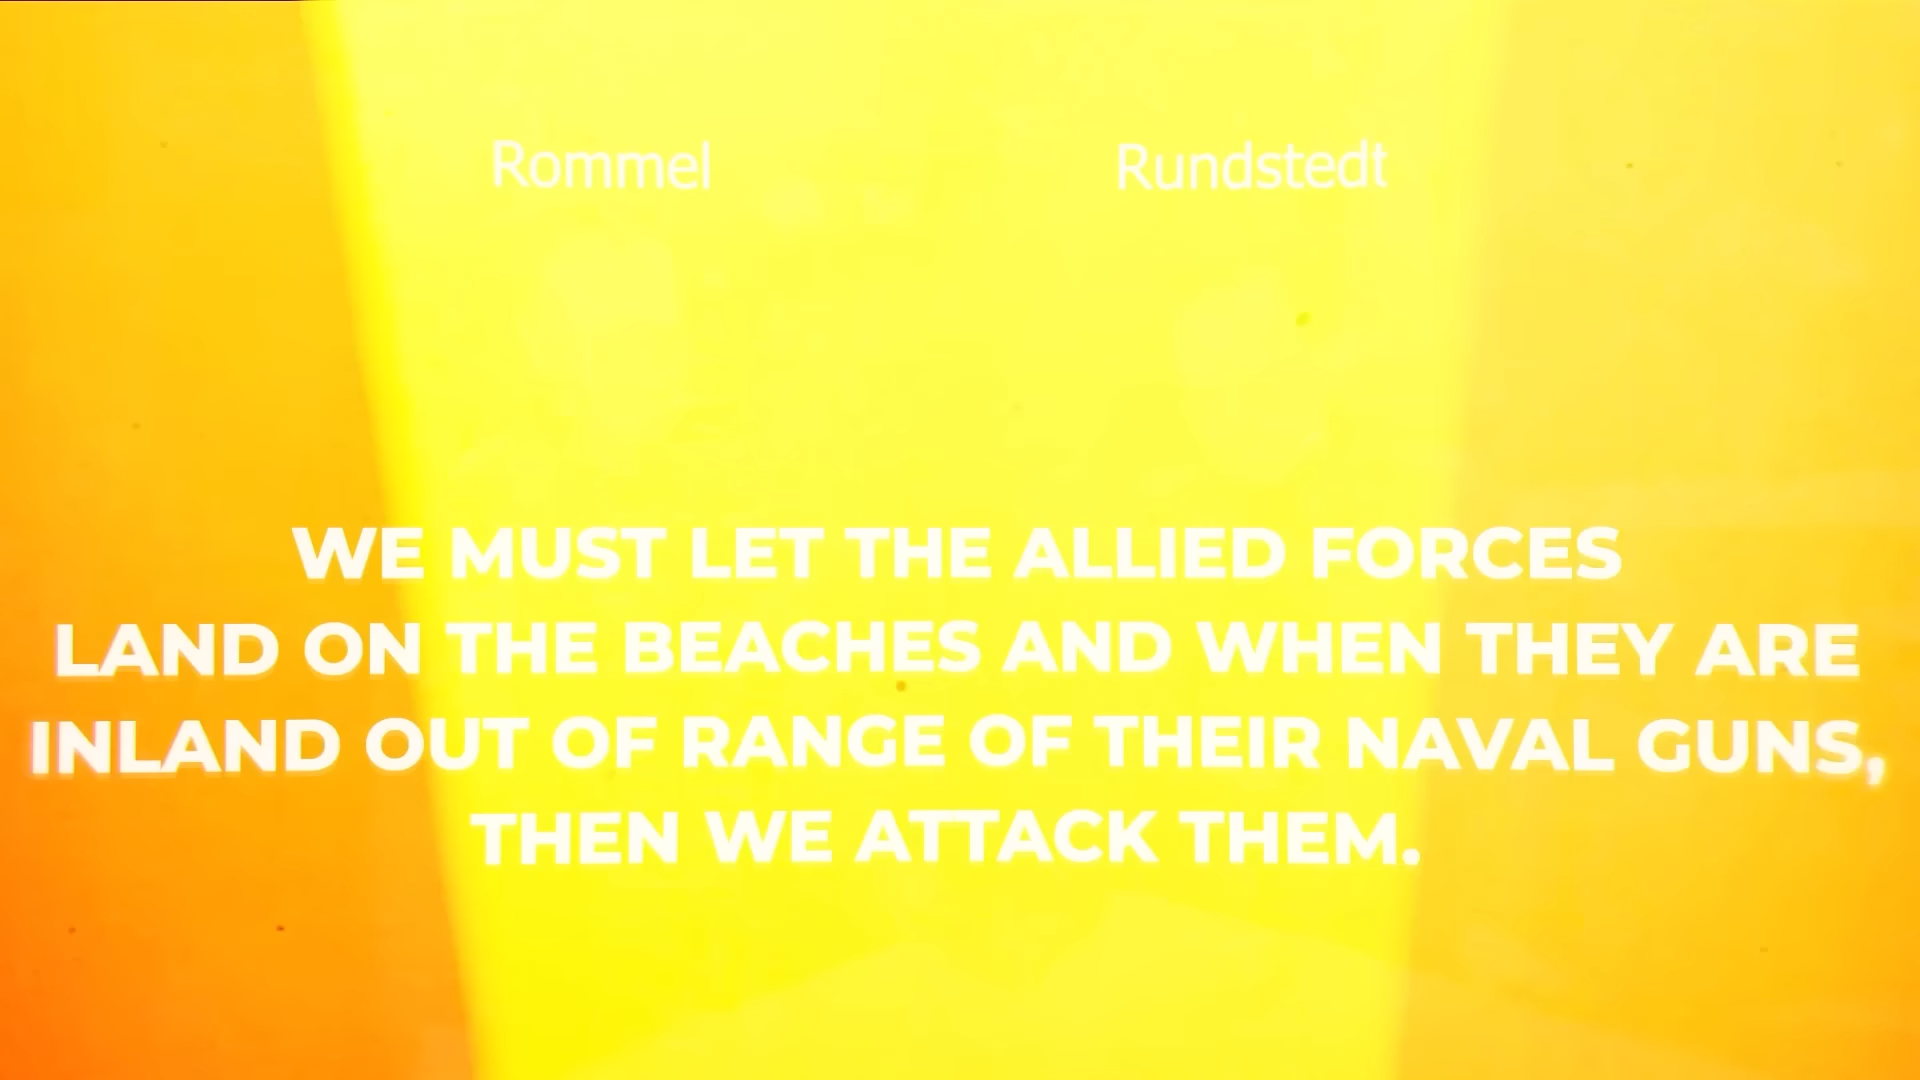 Rommel Rundstedt
WE MUST LET THE ALLIED FORCES
LAND ON THE BEACHES AND WHEN THEY ARE
INLAND OUT OF RANGE OF THEIR NAVAL GUNS,
THEN WE ATTACK THEM.